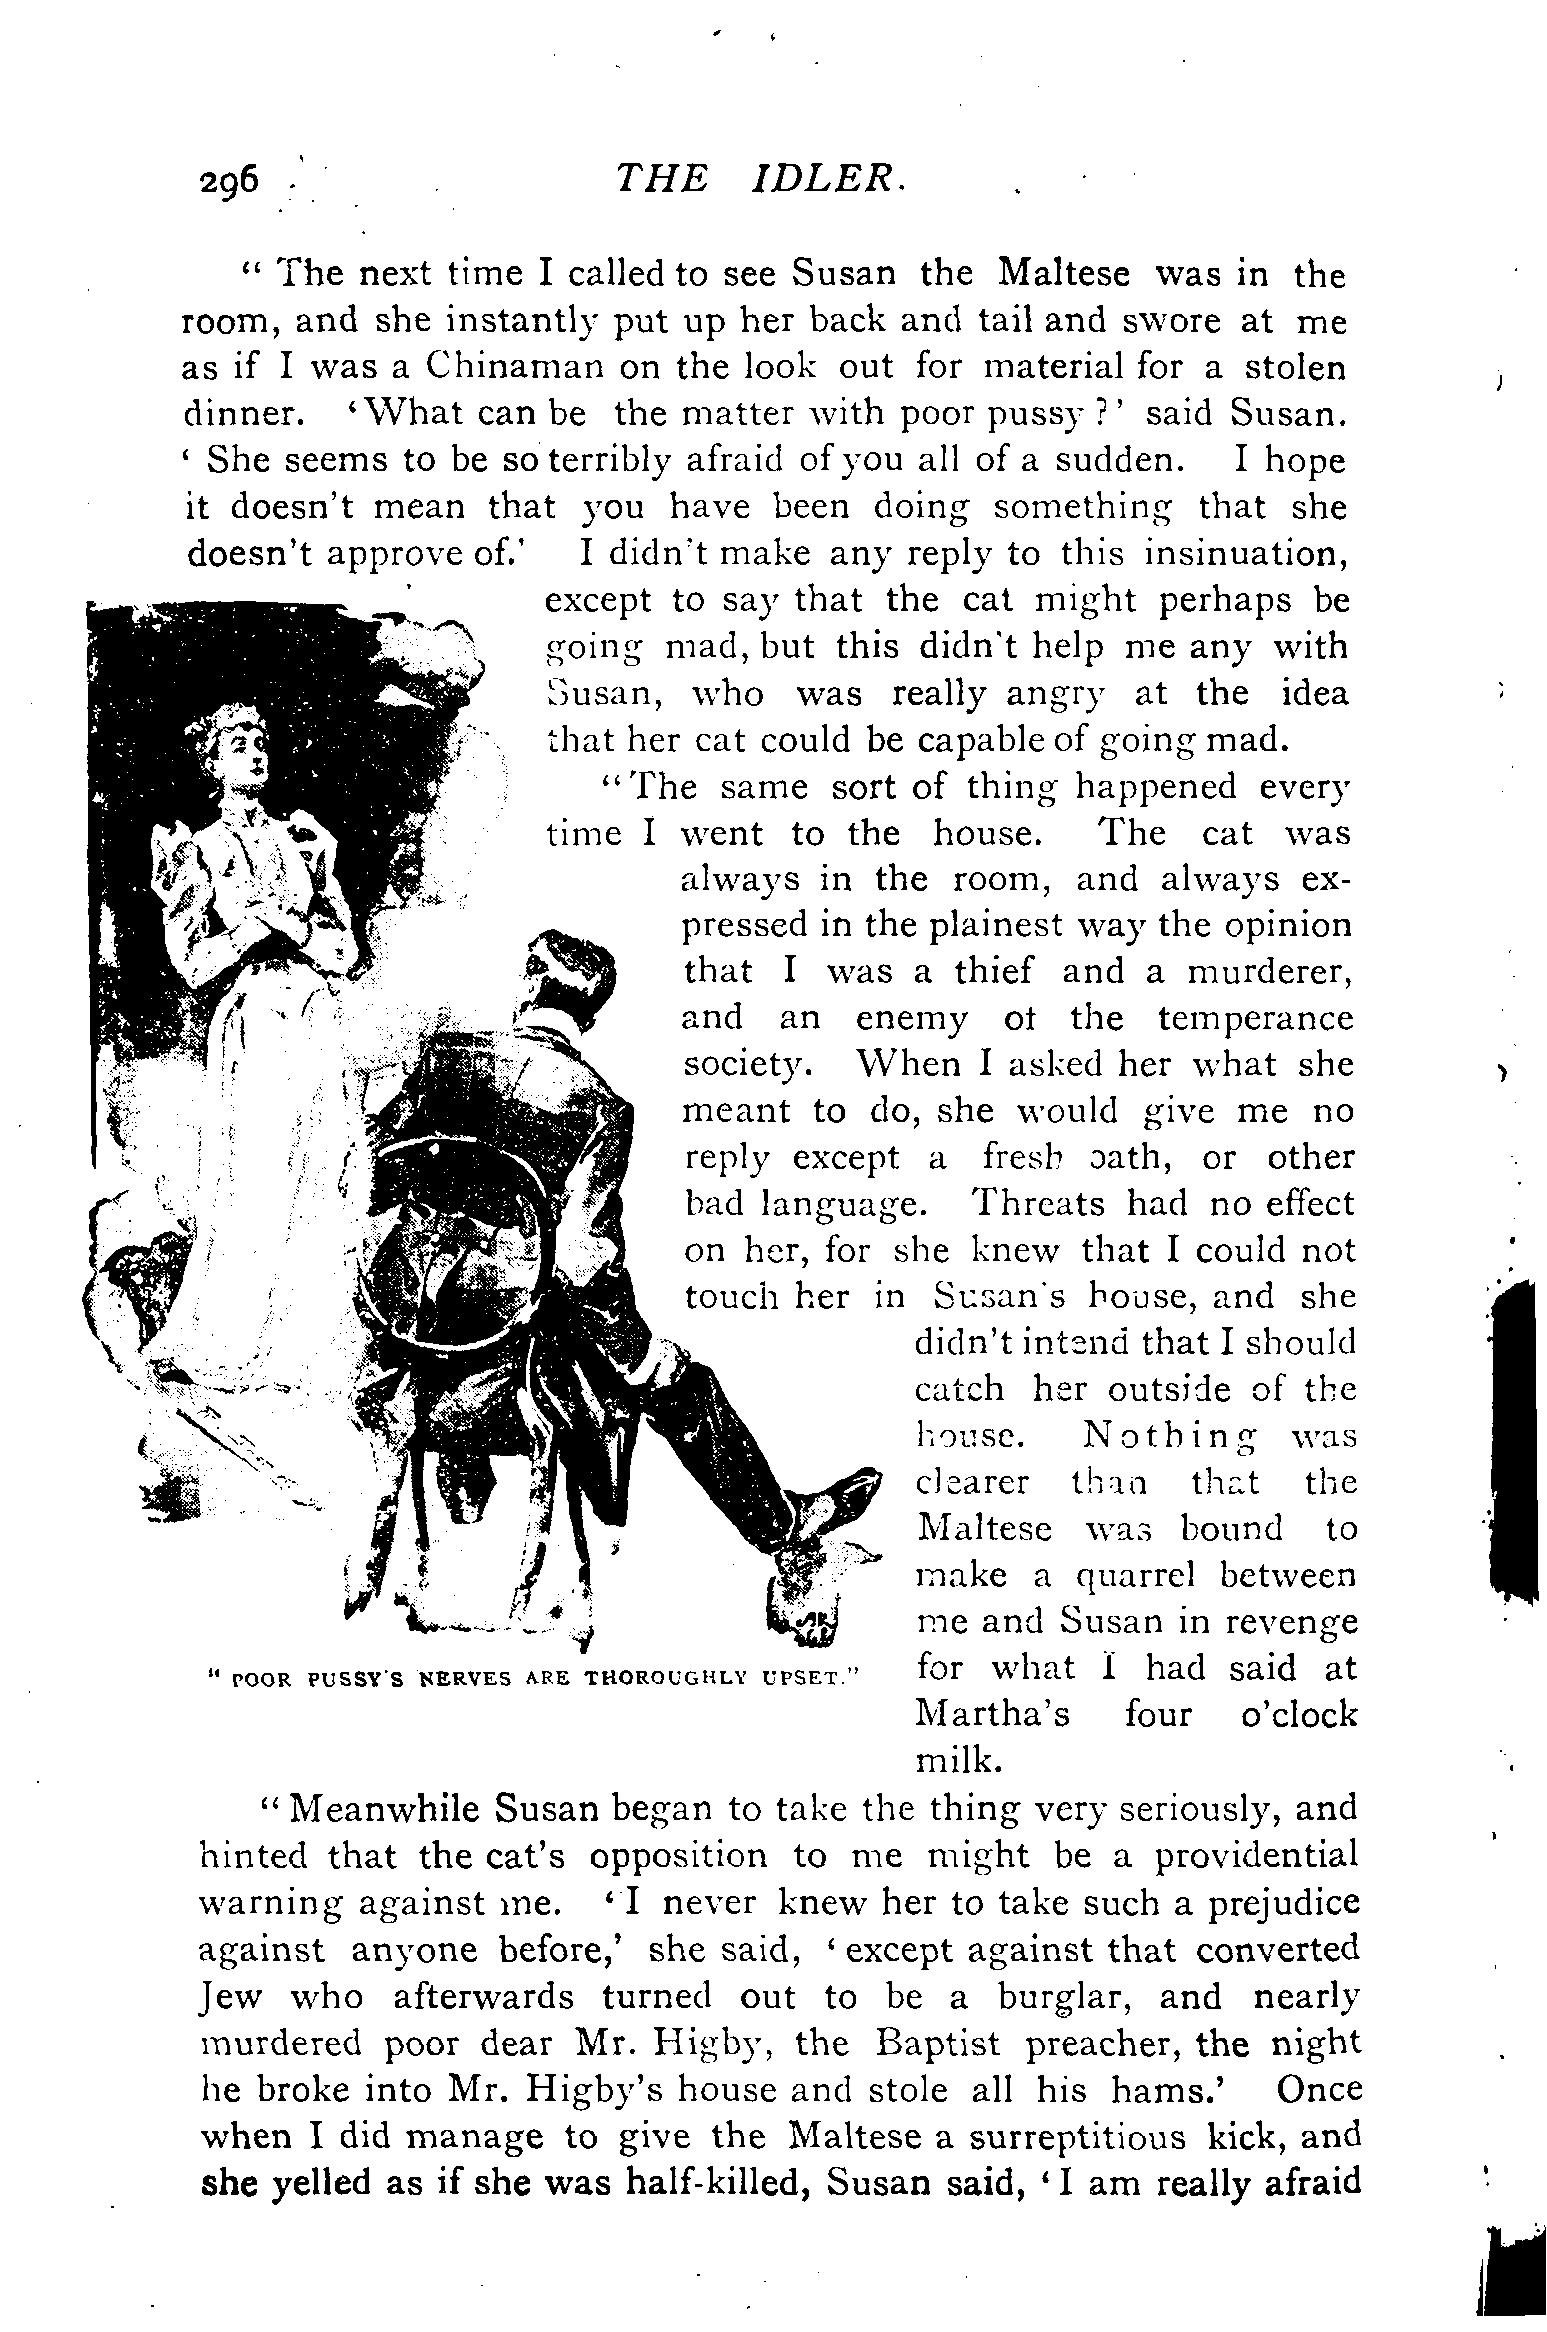 296 THE IDLER.
“ The next time I called to see Susan the Maltese was in the
room, and she instantly put up her back and tail and swore at me
as if I was a Chinaman on the look out for material for a stolen
dinner. ‘What can be the matter with poor pussy?’ said Susan.
‘ She seems to be so terribly afraid of you all of a sudden. I hope
it doesn’t mean that you have been doing something that she
doesn’t approve of.’ I didn’t make any reply to this insinuation,
except to say that the cat might perhaps be
going mad, but this didn’t help me any with
Susan, who was really angry at the idea
that her cat could be capable of going mad.
“The same sort of thing happened every
time I went to the house. The cat was
always in the room, and always ex-
pressed in the plainest way the opinion
that I was a thief and a murderer,
and an enemy of the temperance
society. When I asked her what she
meant to do, she would give me no
reply except a fresh oath, or other
bad language. Threats had no effect
on her, for she knew that I could not
touch her in Susan’s house, and she
didn’t intend that I should
catch her outside of the
house. Nothing was
clearer than that the
Maltese was bound to
make a quarrel between
me and Susan in revenge
for what I had said at
Martha’s four o’clock
milk.
“ POOR PUSSY’S NERVES ARE THOROUGHLY UPSET.”
“ Meanwhile Susan began to take the thing very seriously, and
hinted that the cat’s opposition to me might be a providential
warning against me. ‘ I never knew her to take such a prejudice
against anyone before,’ she said, ‘ except against that converted
Jew who afterwards turned out to be a burglar, and nearly
murdered poor dear Mr. Higby, the Baptist preacher, the night
he broke into Mr. Higby’s house and stole all his hams.’ Once
when I did manage to give the Maltese a surreptitious kick, and
she yelled as if she was half-killed, Susan said, ‘ I am really afraid